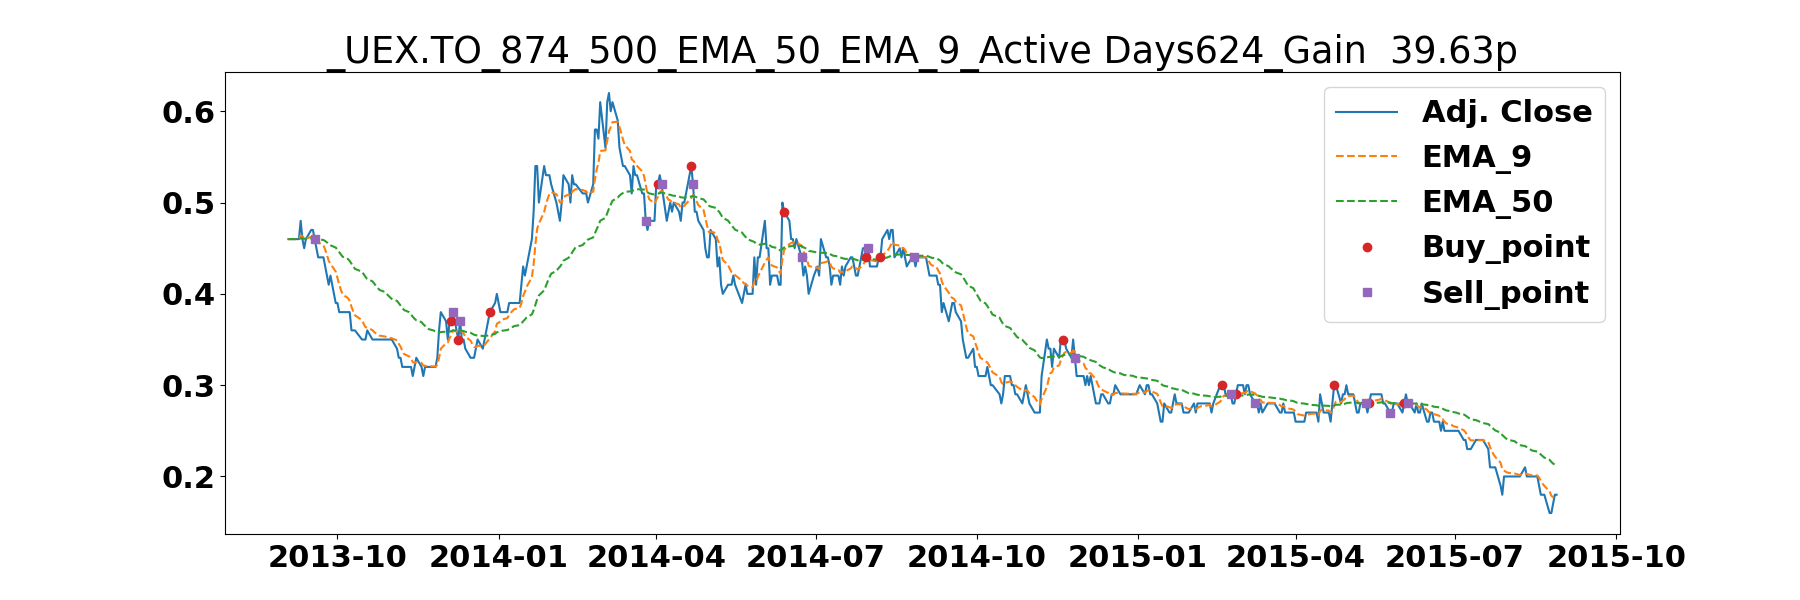 _UEX.TO_874_500_EMA_50_EMA_9_Active Days624_Gain  39.63p
0.6
0.5
0.4
0.3
0.2
Adj. Close
EMA_9
EMA_50
Buy_point
Sell_point
2013-10 2014-01 2014-04 2014-07 2014-10 2015-01 2015-04 2015-07 2015-10